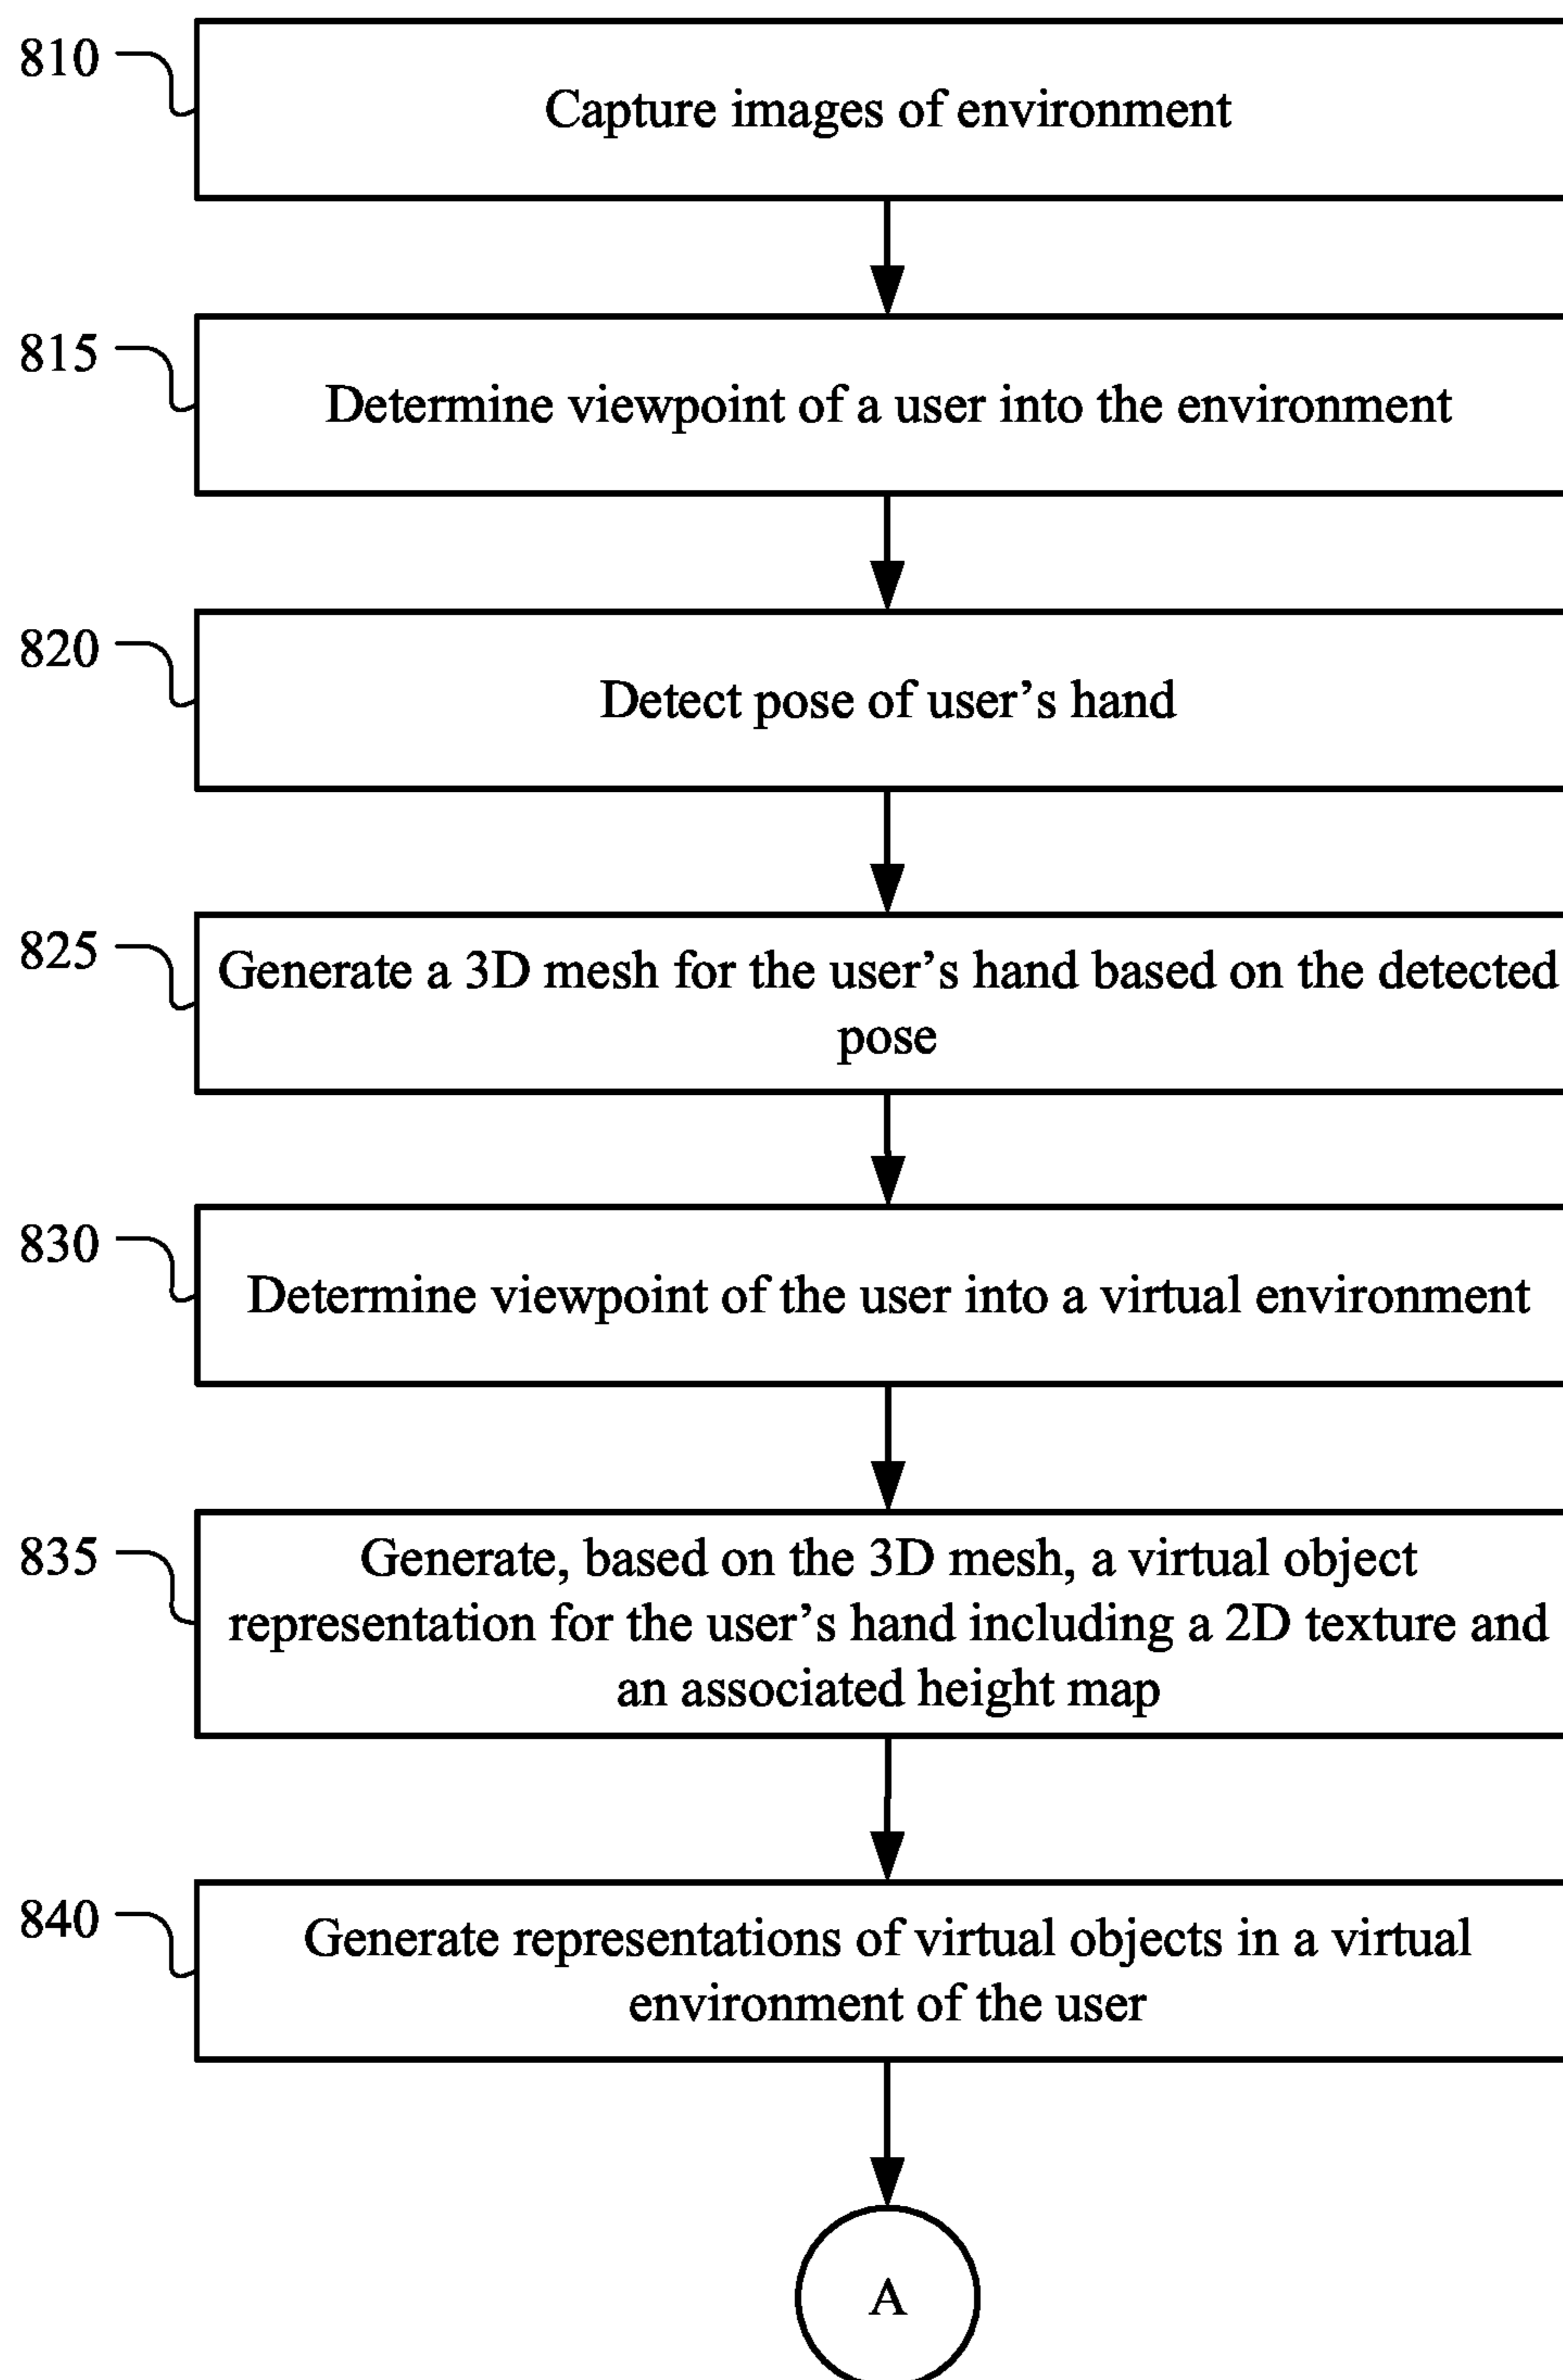 810
Capture images of environment
815
Determine viewpoint of a user into the environment
820
Detect pose of user’s hand
825
Generate a 3D mesh for the user’s hand based on the detected
pose
830
Determine viewpoint of the user into a virtual environment
835
Generate, based on the 3D mesh, a virtual object
representation for the user’s hand including a 2D texture and
an associated height map
840
Generate representations of virtual objects in a virtual
environment of the user
A